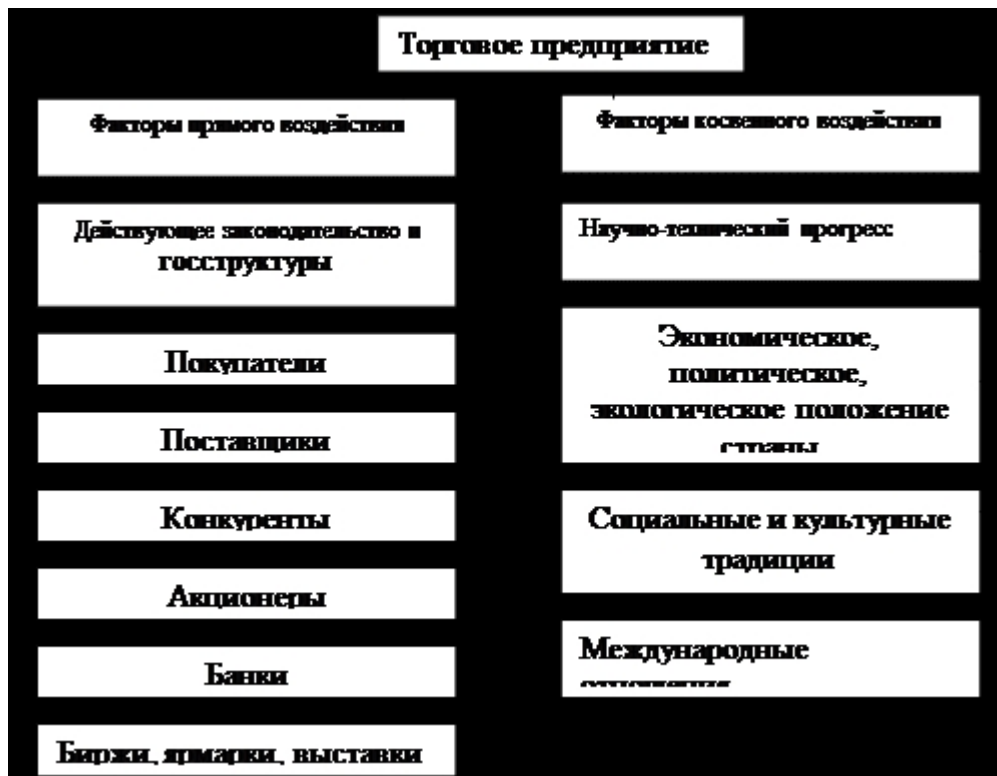 Торговое предприятие
Факторы прямого воздействия
Действующее законодательство и
госструктуры
Покупатели
Поставщики
Конкуренты
Акционеры
Банки
Биржи, ярмарки, выставки
Факторы косвенного воздействия
Научно-технический прогресс
Экономическое,
политическое,
экологическое положение
страны
Социальные и культурные
традиции
Международные